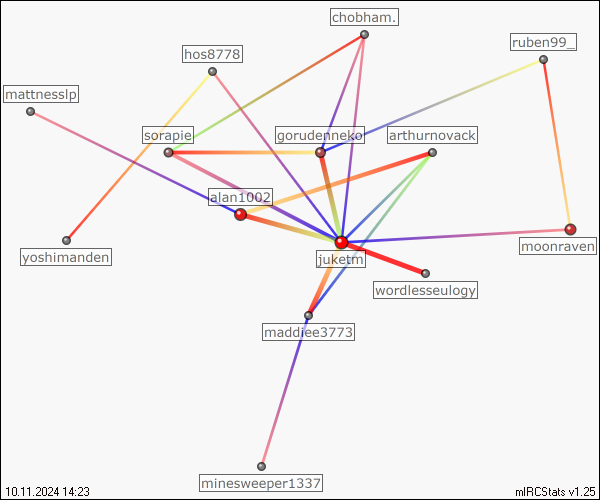 chobham.
ruben99_
hos8778
mattnesslp
sorapie
gorudenneko
arthurnovack
alan1002
yoshimanden
juketm
moonraven
wordlesseulogy
maddiee3773
minesweeper1337
10.11.2024 14:23
mIRCStats v1.25